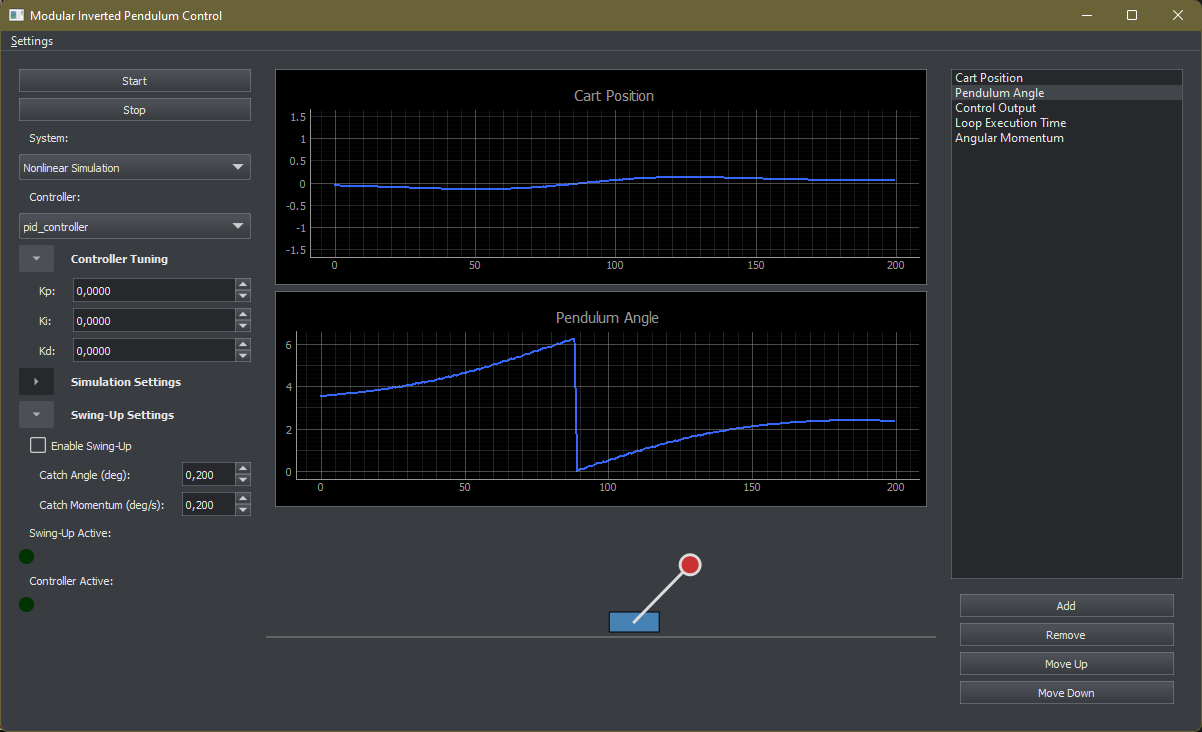 Modular Inverted Pendulum Control
Settings
Start
Stop
System:
Nonlinear Simulation
Controller:
pid_controller
Controller Tuning
Kp: 0,0000
Ki: 0,0000
Kd: 0,0000
Simulation Settings
Swing-Up Settings
Enable Swing-Up
Catch Angle (deg): 0,200
Catch Momentum (deg/s): 0,200
Swing-Up Active:
Controller Active:
Cart Position
1.5
1
0.5
0
-0.5
-1
-1.5
0 50 100 150 200
Pendulum Angle
6
4
2
0
0 50 100 150 200
Cart Position
Pendulum Angle
Control Output
Loop Execution Time
Angular Momentum
Add
Remove
Move Up
Move Down